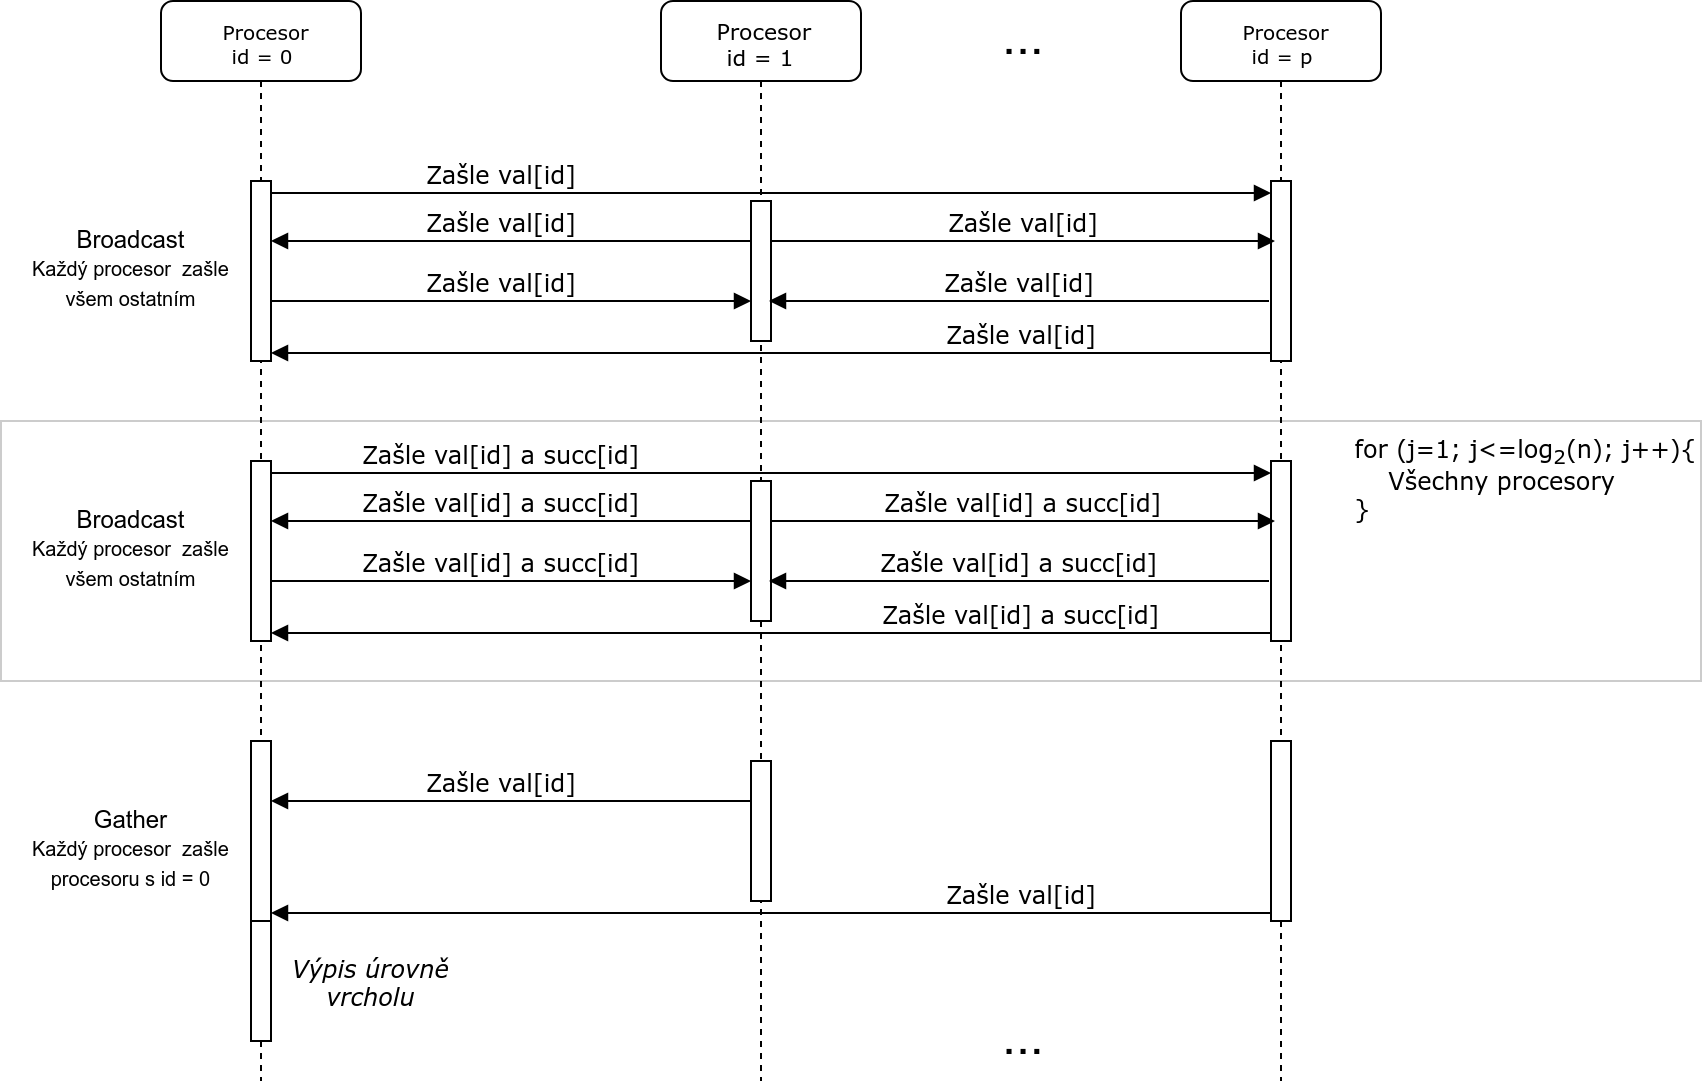 Procesor
id = 0
Procesor
id = 1
...
Procesor
id = p
Zašle val[id]
Zašle val[id]
Zašle val[id]
Broadcast
Každý procesor  zašle
všem ostatním
Zašle val[id]
Zašle val[id]
Zašle val[id]
for (j=1; j<=log2(n); j++){
Všechny procesory
}
Zašle val[id] a succ[id]
Zašle val[id] a succ[id]
Zašle val[id] a succ[id]
Broadcast
Každý procesor  zašle
všem ostatním
Zašle val[id] a succ[id]
Zašle val[id] a succ[id]
Zašle val[id] a succ[id]
Zašle val[id]
Gather
Každý procesor  zašle
procesoru s id = 0
Zašle val[id]
Výpis úrovně
vrcholu
...